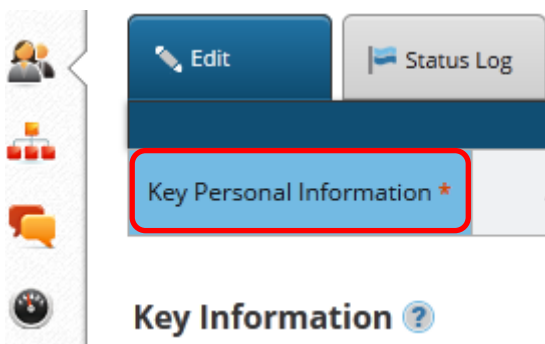 Edit
Status Log
Key Personal Information *
Key Information ?